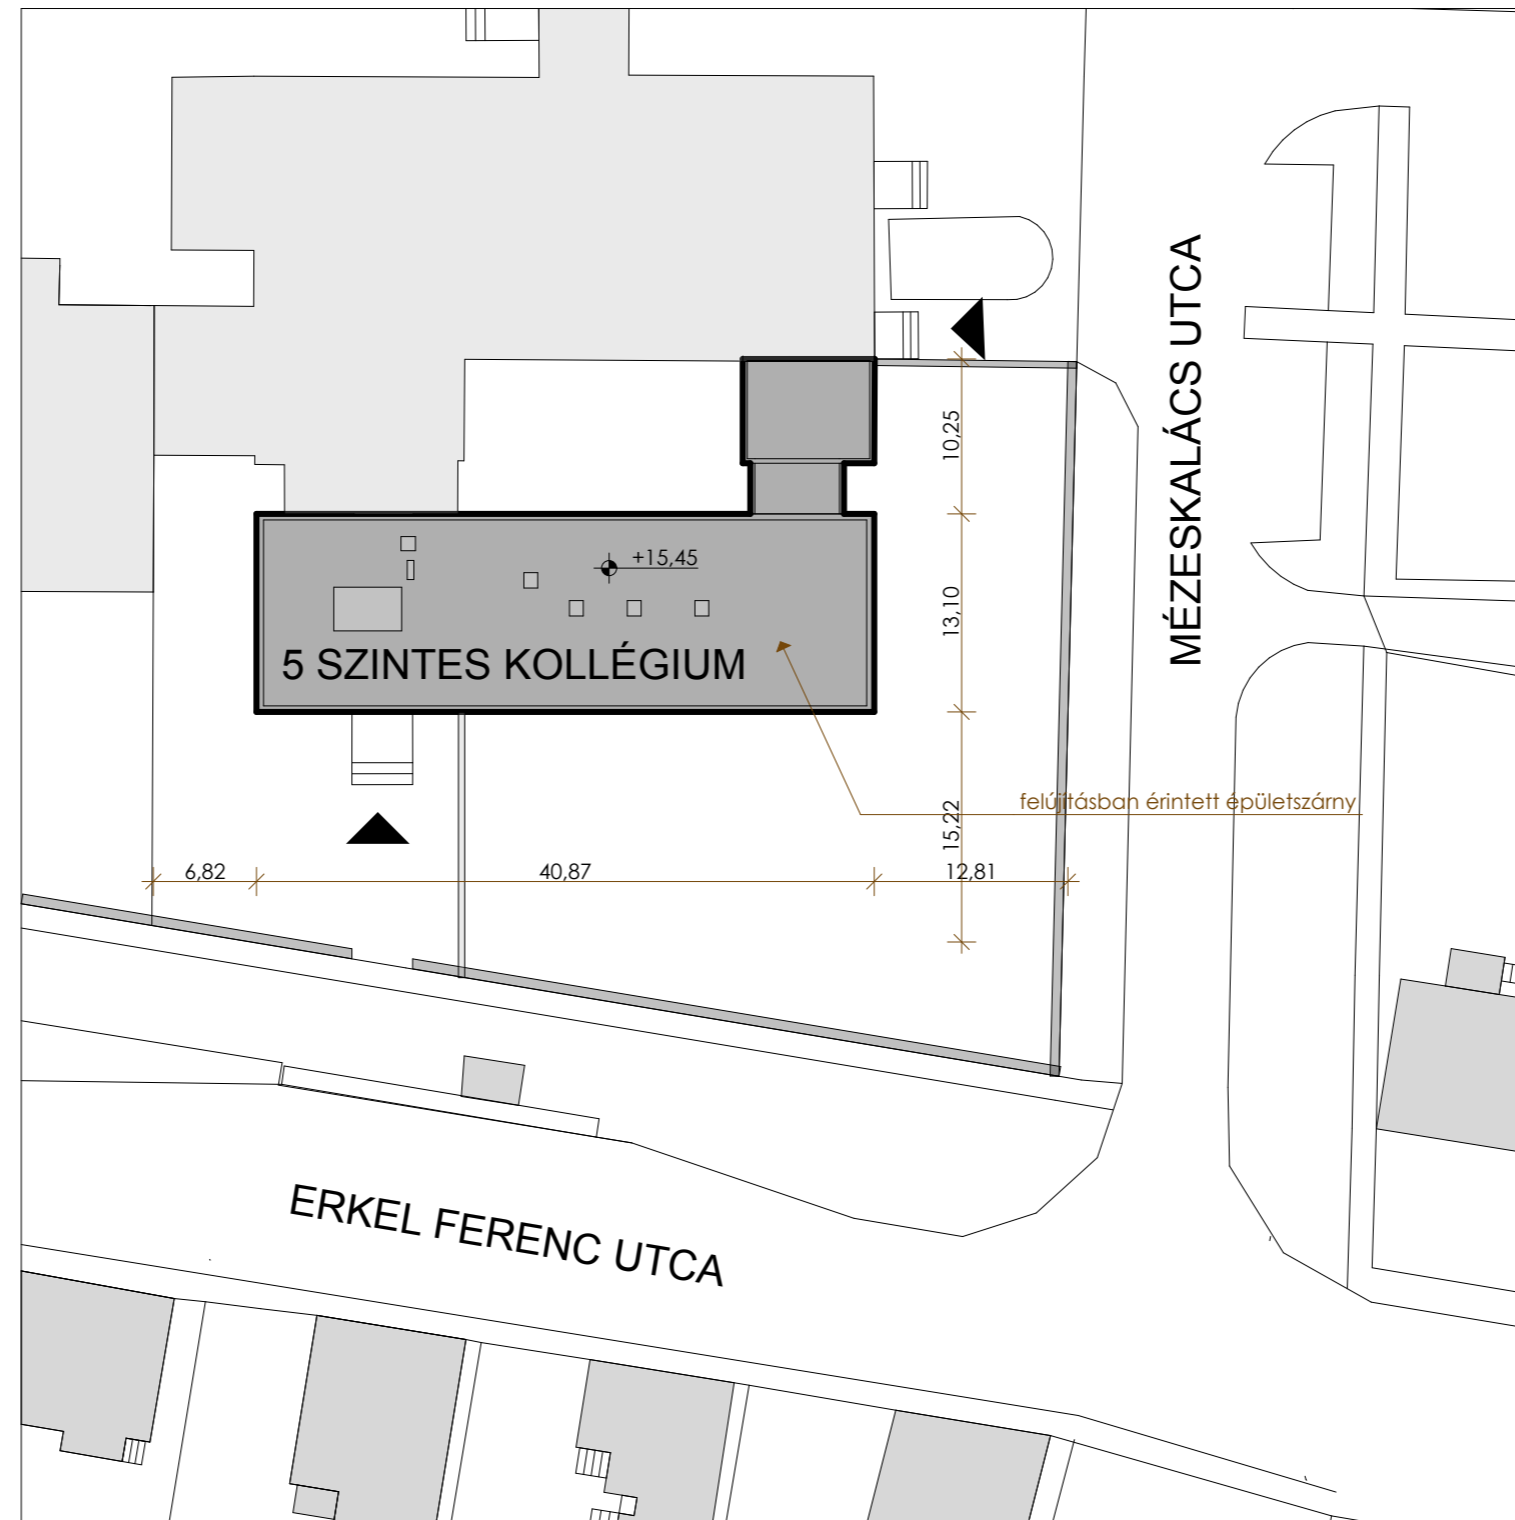 MÉZESKALÁCS UTCA
10,25
+15,45
13,10
5 SZINTES KOLLÉGIUM
felújításban érintett épületszárny
15,22
6,82
40,87
12,81
ERKEL FERENC UTCA